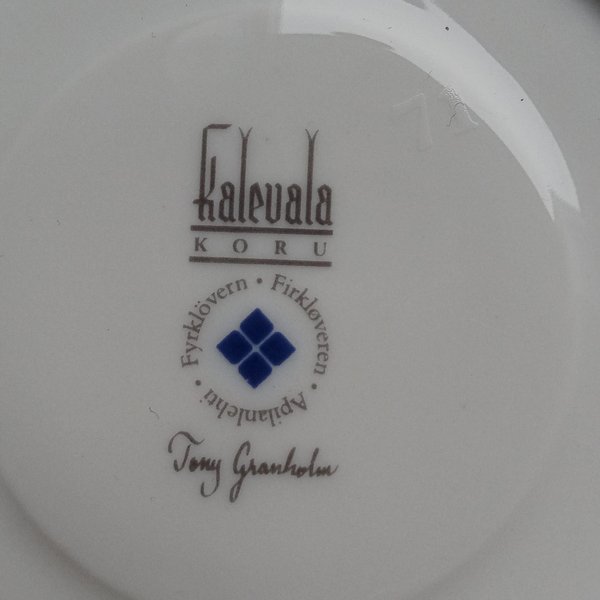 Kalevala
KORU
Fyrklövern · Firkløveren · Apilanlehti ·
Tony Granholm